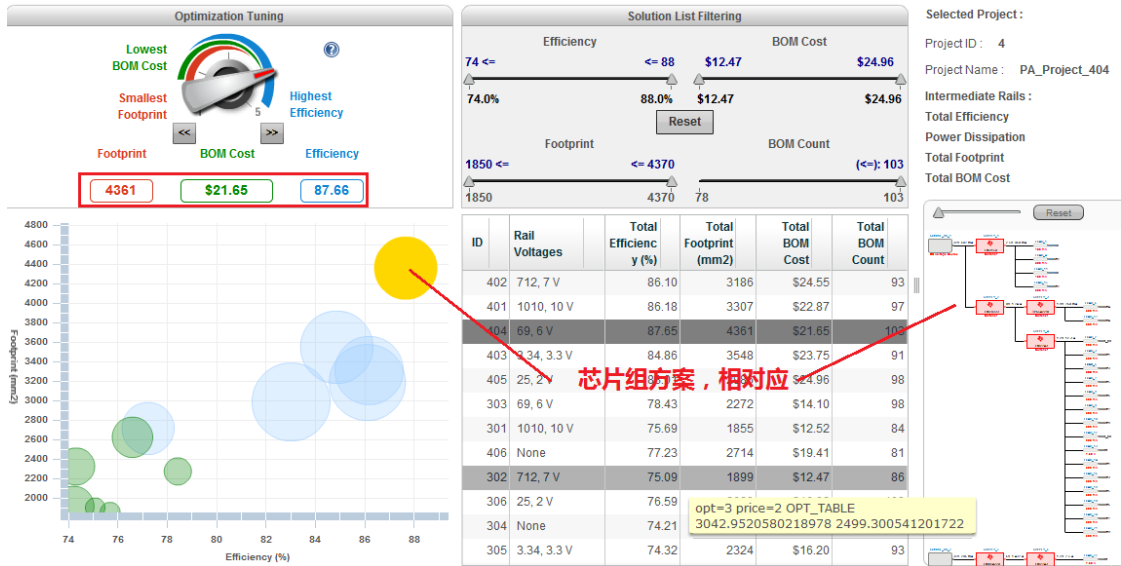 Optimization Tuning
Lowest
BOM Cost
Smallest
Footprint
5
Highest
Efficiency
<<
>>
Footprint BOM Cost Efficiency
4361 $21.65 87.66
Solution List Filtering
Efficiency BOM Cost
74 <= <= 88 $12.47 $24.96
74.0% 88.0% $12.47 $24.96
Reset
Footprint BOM Count
1850 <= <= 4370 (<=): 103
1850 4370 78 103
Selected Project :
Project ID : 4
Project Name : PA_Project_404
Intermediate Rails :
Total Efficiency
Power Dissipation
Total Footprint
Total BOM Cost
Reset
4800
4600
4400
4200
4000
3800
3600
3400
3200
3000
2800
2600
2400
2200
2000
Footprint (mm2)
74 76 78 80 82 84 86 88
Efficiency (%)
ID Rail Voltages Total Efficienc y (%) Total Footprint (mm2) Total BOM Cost Total BOM Count
402 712, 7 V 86.10 3186 $24.55 93
401 1010, 10 V 86.18 3307 $22.87 97
404 69, 6 V 87.65 4361 $21.65 103
403 3.34, 3.3 V 84.86 3548 $23.75 91
405 25, 2 V $24.96 98
芯片组方案，相对应
303 69, 6 V 78.43 2272 $14.10 98
301 1010, 10 V 75.69 1855 $12.52 84
406 None 77.23 2714 $19.41 81
302 712, 7 V 75.09 1899 $12.47 86
306 25, 2 V 76.59
304 None 74.21
305 3.34, 3.3 V 74.32 2324 $16.20 93
opt=3 price=2 OPT_TABLE
3042.9520580218978 2499.300541201722